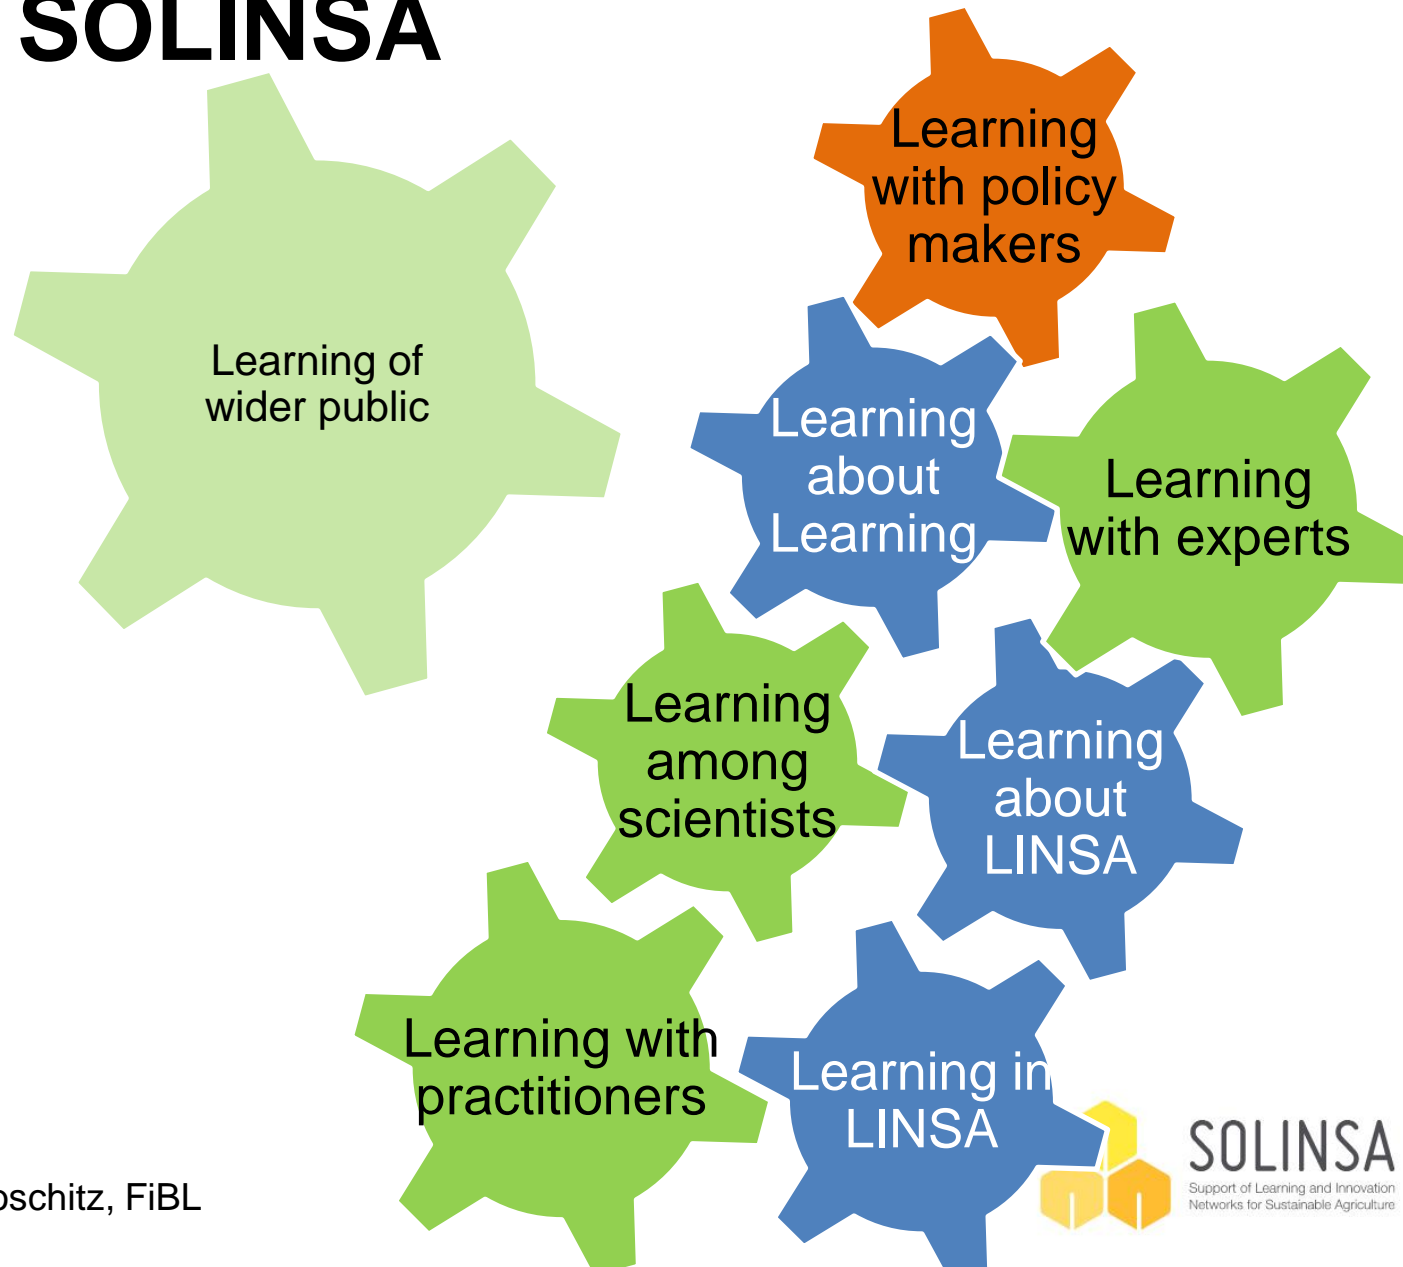 SOLINSA
Learning
with policy
makers
Learning of
wider public
Learning
about
Learning
Learning
with experts
Learning
among
scientists
Learning
about
LINSA
Learning with
practitioners
Learning in
LINSA
FiBL
SOLINSA
Support of Learning and Innovation
Networks for Sustainable Agriculture